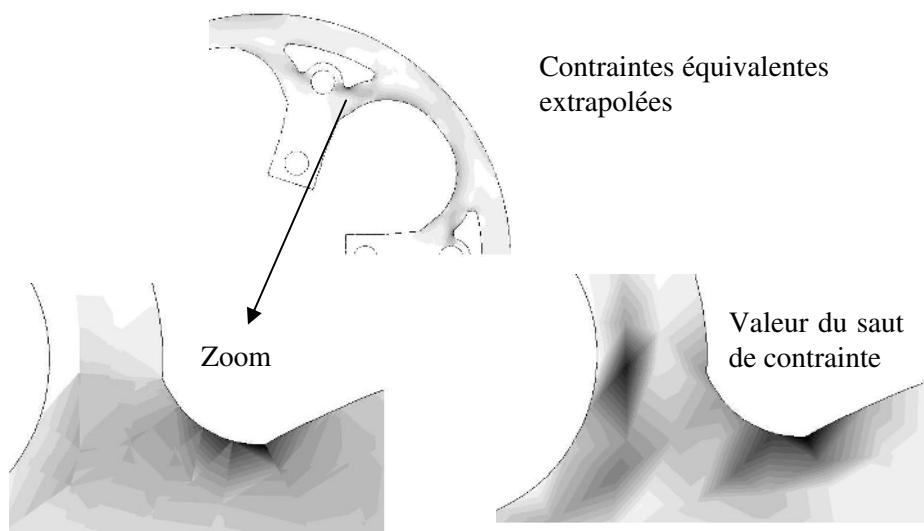 Contraintes équivalentes
extrapolées
Zoom
Valeur du saut
de contrainte